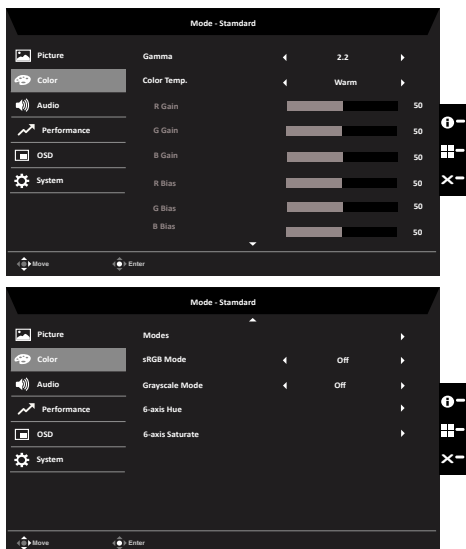 Mode - Standard
Picture
Gamma 2.2
Color
Color Temp. Warm
Audio
R Gain 50
Performance
G Gain 50
OSD
B Gain 50
System
R Bias 50
G Bias 50
B Bias 50
Move Enter
Mode - Standard
Picture
Modes
Color
sRGB Mode Off
Audio
Grayscale Mode Off
Performance
6-axis Hue
OSD
6-axis Saturate
System
Move Enter